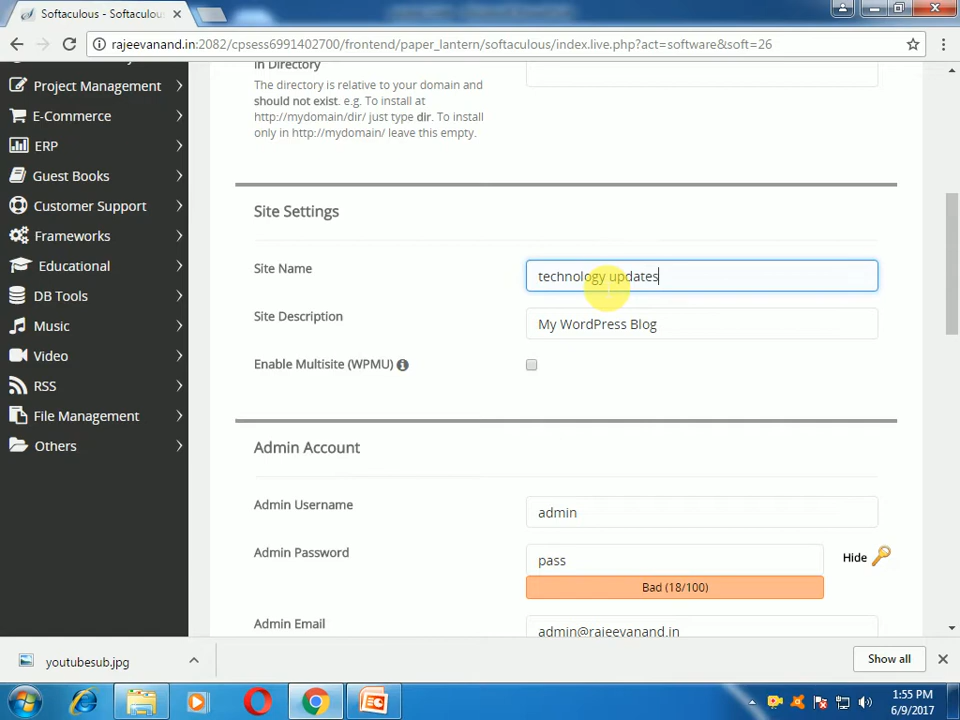 Softaculous - Softaculous
rajeevanand.in:2082/cpsess6991402700/frontend/paper_lantern/softaculous/index.live.php?act=software&soft=26
Project Management
E-Commerce
ERP
Guest Books
Customer Support
Frameworks
Educational
DB Tools
Music
Video
RSS
File Management
Others
In Directory
The directory is relative to your domain and
should not exist. e.g. To install at
http://mydomain/dir/ just type dir. To install
only in http://mydomain/ leave this empty.
Site Settings
Site Name
technology updates
Site Description
My WordPress Blog
Enable Multisite (WPMU)
Admin Account
Admin Username
admin
Admin Password
pass
Hide
Bad (18/100)
Admin Email
admin@rajeevanand.in
youtubesub.jpg
Show all
1:55 PM
6/9/2017